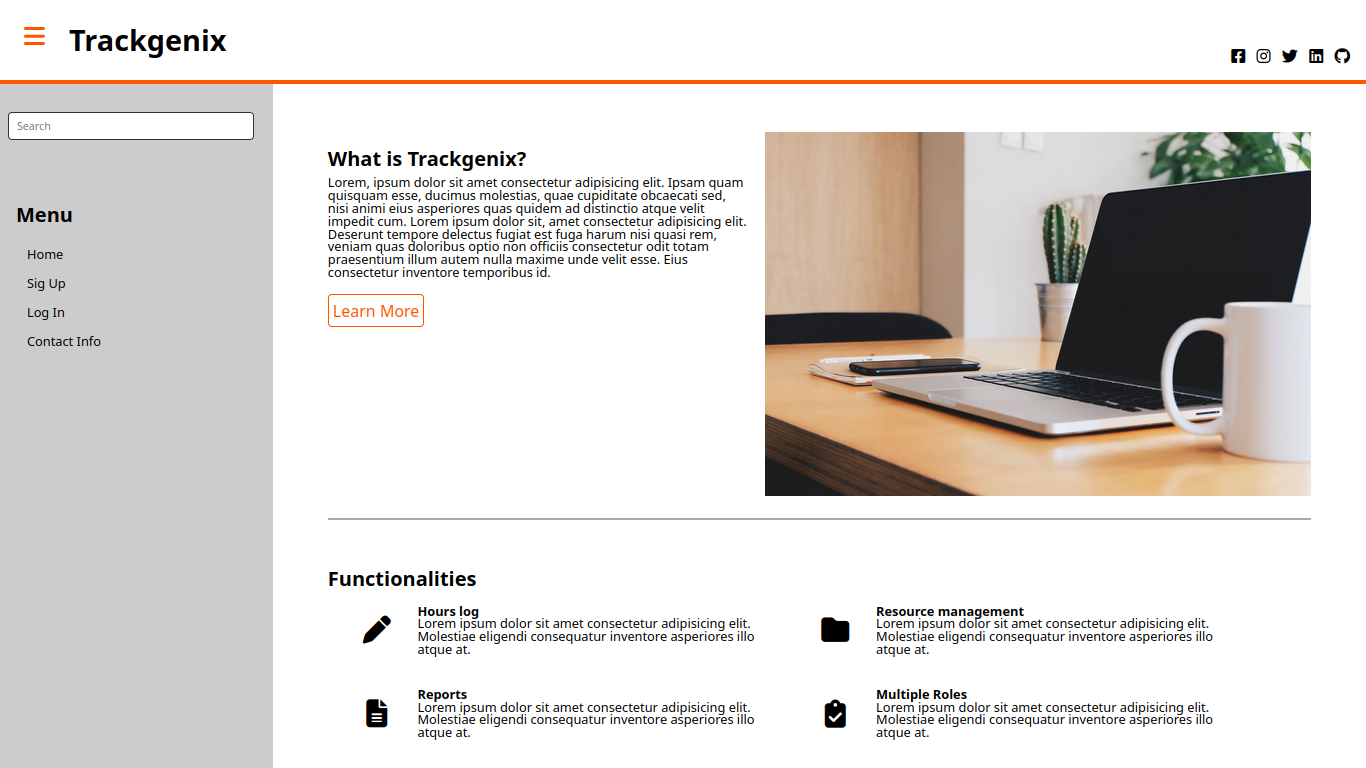 Trackgenix
Search
Menu
Home
Sig Up
Log In
Contact Info
What is Trackgenix?
Lorem, ipsum dolor sit amet consectetur adipisicing elit. Ipsam quam
quisquam esse, ducimus molestias, quae cupiditate obcaecati sed,
nisi animi eius asperiores quas quidem ad distinctio atque velit
impedit cum. Lorem ipsum dolor sit, amet consectetur adipisicing elit.
Deserunt tempore delectus fugiat est fuga harum nisi quasi rem,
veniam quas doloribus optio non officiis consectetur odit totam
praesentium illum autem nulla maxime unde velit esse. Eius
consectetur inventore temporibus id.
Learn More
Functionalities
Hours log
Lorem ipsum dolor sit amet consectetur adipisicing elit.
Molestiae eligendi consequatur inventore asperiores illo
atque at.
Resource management
Lorem ipsum dolor sit amet consectetur adipisicing elit.
Molestiae eligendi consequatur inventore asperiores illo
atque at.
Reports
Lorem ipsum dolor sit amet consectetur adipisicing elit.
Molestiae eligendi consequatur inventore asperiores illo
atque at.
Multiple Roles
Lorem ipsum dolor sit amet consectetur adipisicing elit.
Molestiae eligendi consequatur inventore asperiores illo
atque at.